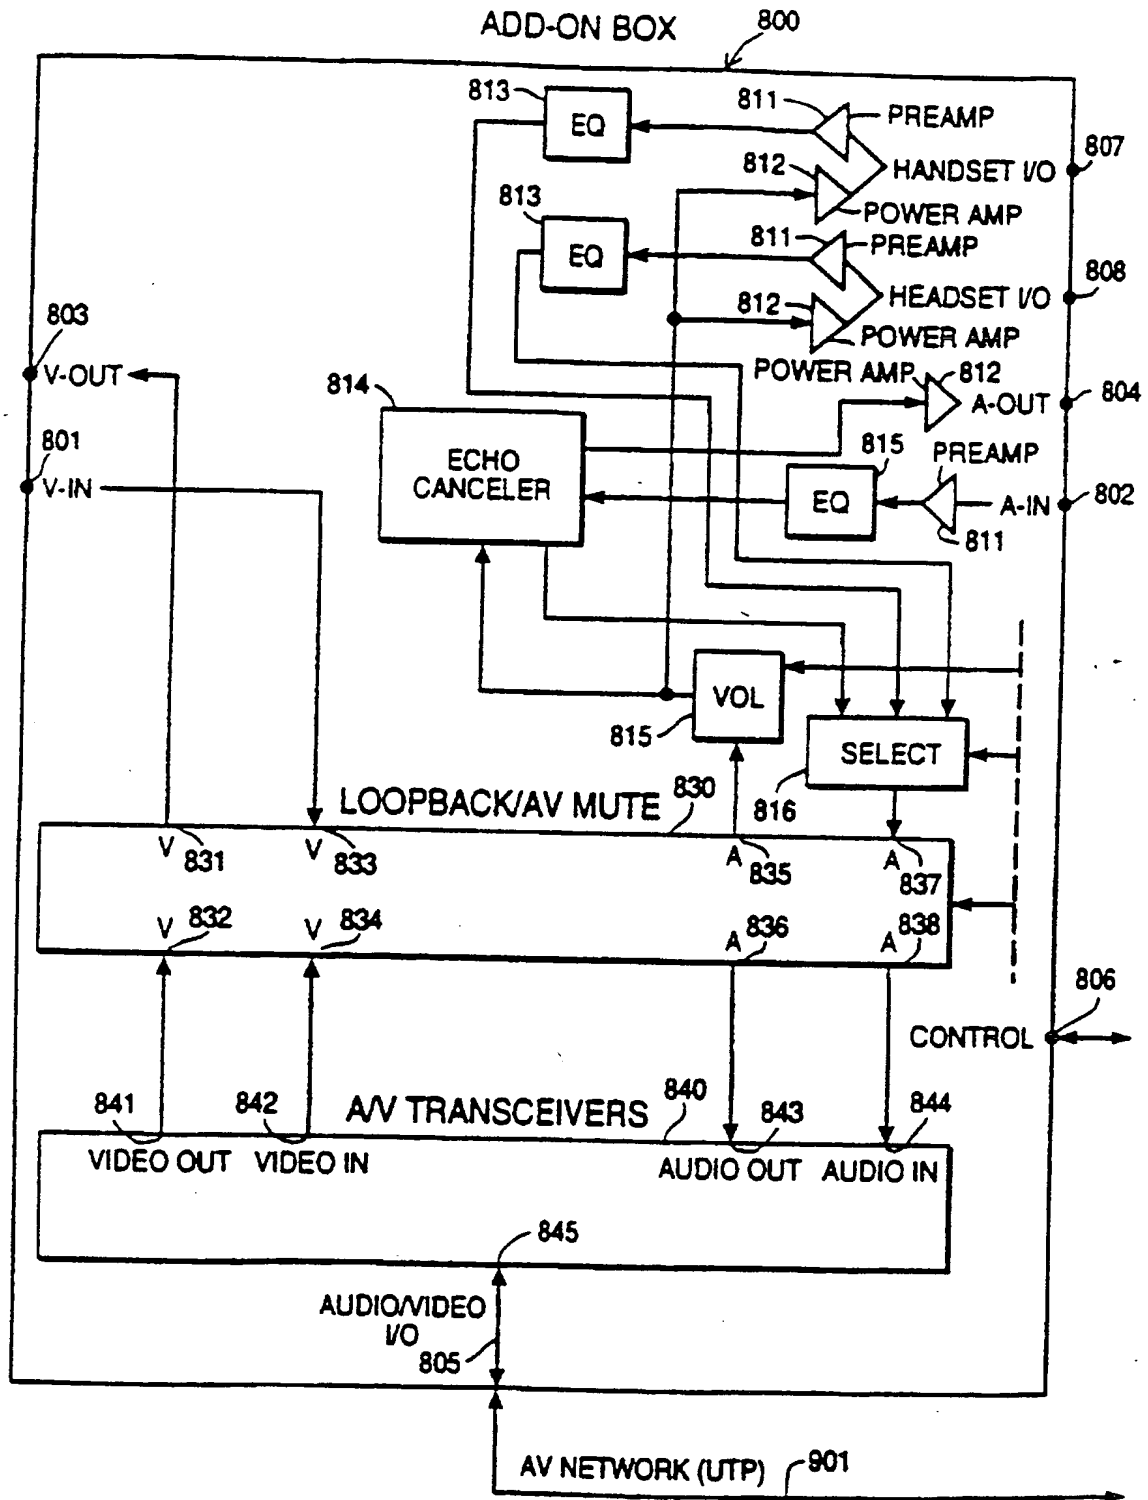 ADD-ON BOX
800
813
EQ
811
PREAMP
807
812
HANDSET I/O
POWER AMP
813
EQ
811
PREAMP
808
812
HEADSET I/O
POWER AMP
803
V-OUT
814
POWER AMP
812
A-OUT
804
801
V-IN
ECHO
CANCELER
815
PREAMP
EQ
A-IN
802
811
VOL
815
SELECT
816
LOOPBACK/AV MUTE
830
V
831
V
833
A
835
A
837
V
832
V
834
A
836
A
838
806
CONTROL
841
842
A/V TRANSCEIVERS
840
843
844
VIDEO OUT
VIDEO IN
AUDIO OUT
AUDIO IN
845
AUDIO/VIDEO
I/O
805
AV NETWORK (UTP)
901